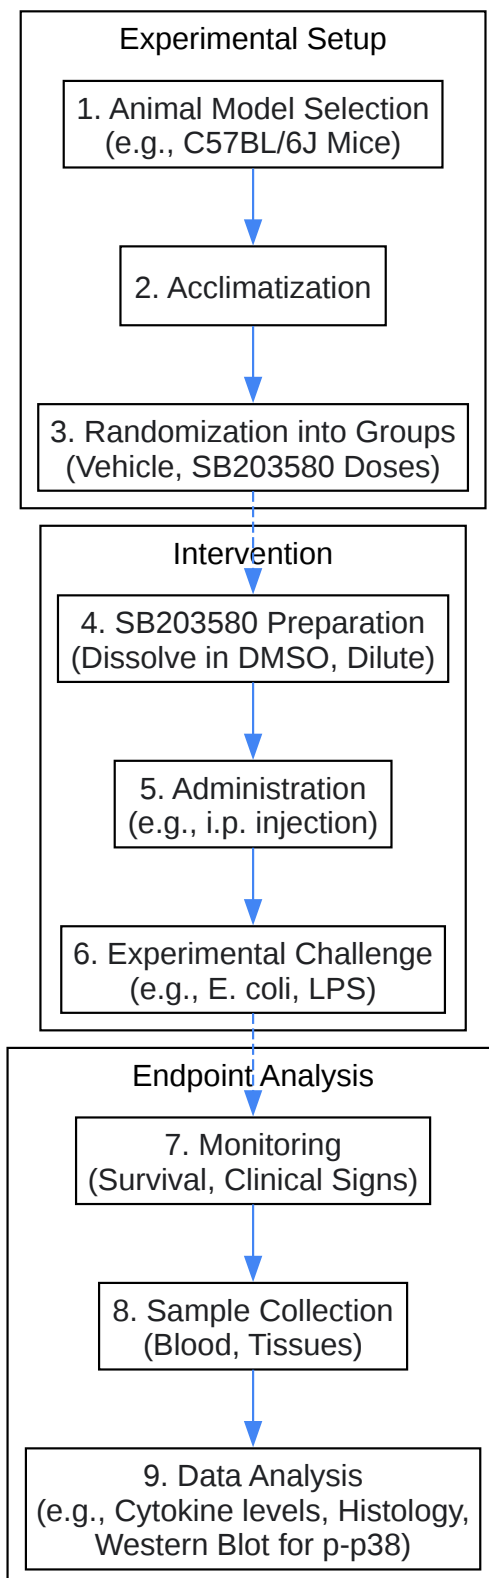 Experimental Setup
1. Animal Model Selection
(e.g., C57BL/6J Mice)
2. Acclimatization
3. Randomization into Groups
(Vehicle, SB203580 Doses)
Intervention
4. SB203580 Preparation
(Dissolve in DMSO, Dilute)
5. Administration
(e.g., i.p. injection)
6. Experimental Challenge
(e.g., E. coli, LPS)
Endpoint Analysis
7. Monitoring
(Survival, Clinical Signs)
8. Sample Collection
(Blood, Tissues)
9. Data Analysis
(e.g., Cytokine levels, Histology,
Western Blot for p-p38)